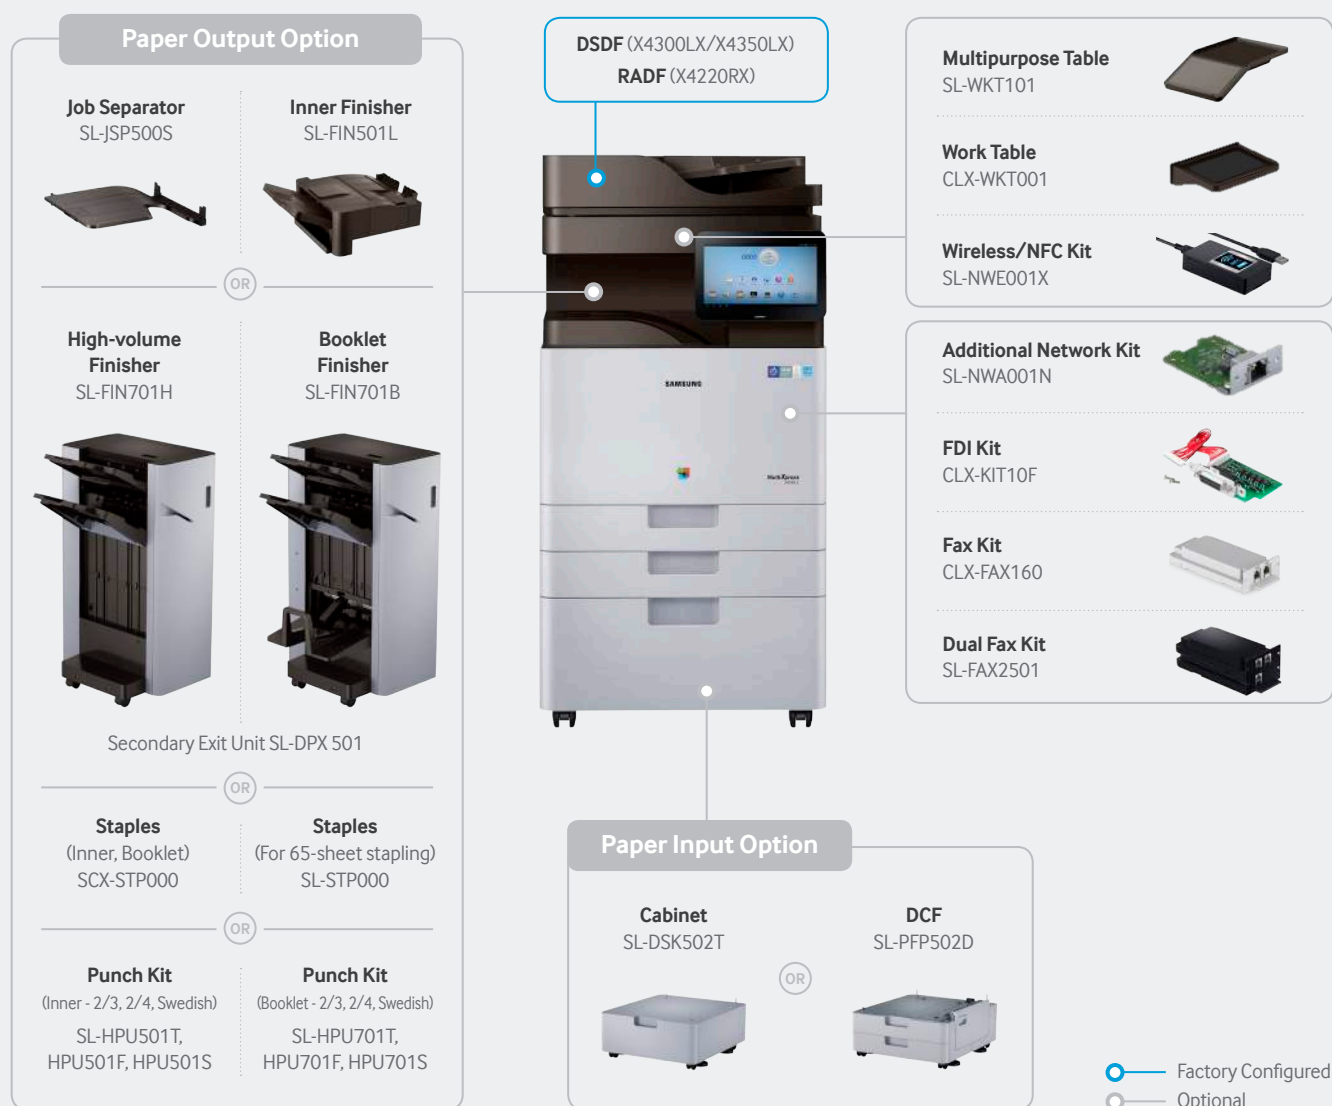 Paper Output Option
Job Separator
SL-JSP500S
Inner Finisher
SL-FIN501L
OR
High-volume
Finisher
SL-FIN701H
Booklet
Finisher
SL-FIN701B
Secondary Exit Unit SL-DPX 501
OR
Staples
(Inner, Booklet)
SCX-STP000
Staples
(For 65-sheet stapling)
SL-STP000
OR
Punch Kit
(Inner - 2/3, 2/4, Swedish)
SL-HPU501T,
HPU501F, HPU501S
Punch Kit
(Booklet - 2/3, 2/4, Swedish)
SL-HPU701T,
HPU701F, HPU701S
DSDF (X4300LX/X4350LX)
RADF (X4220RX)
SAMSUNG
MultiXpress
Paper Input Option
Cabinet
SL-DSK502T
OR
DCF
SL-PFP502D
Multipurpose Table
SL-WKT101
Work Table
CLX-WKT001
Wireless/NFC Kit
SL-NWE001X
Additional Network Kit
SL-NWA001N
FDI Kit
CLX-KIT10F
Fax Kit
CLX-FAX160
Dual Fax Kit
SL-FAX2501
Factory Configured
Optional